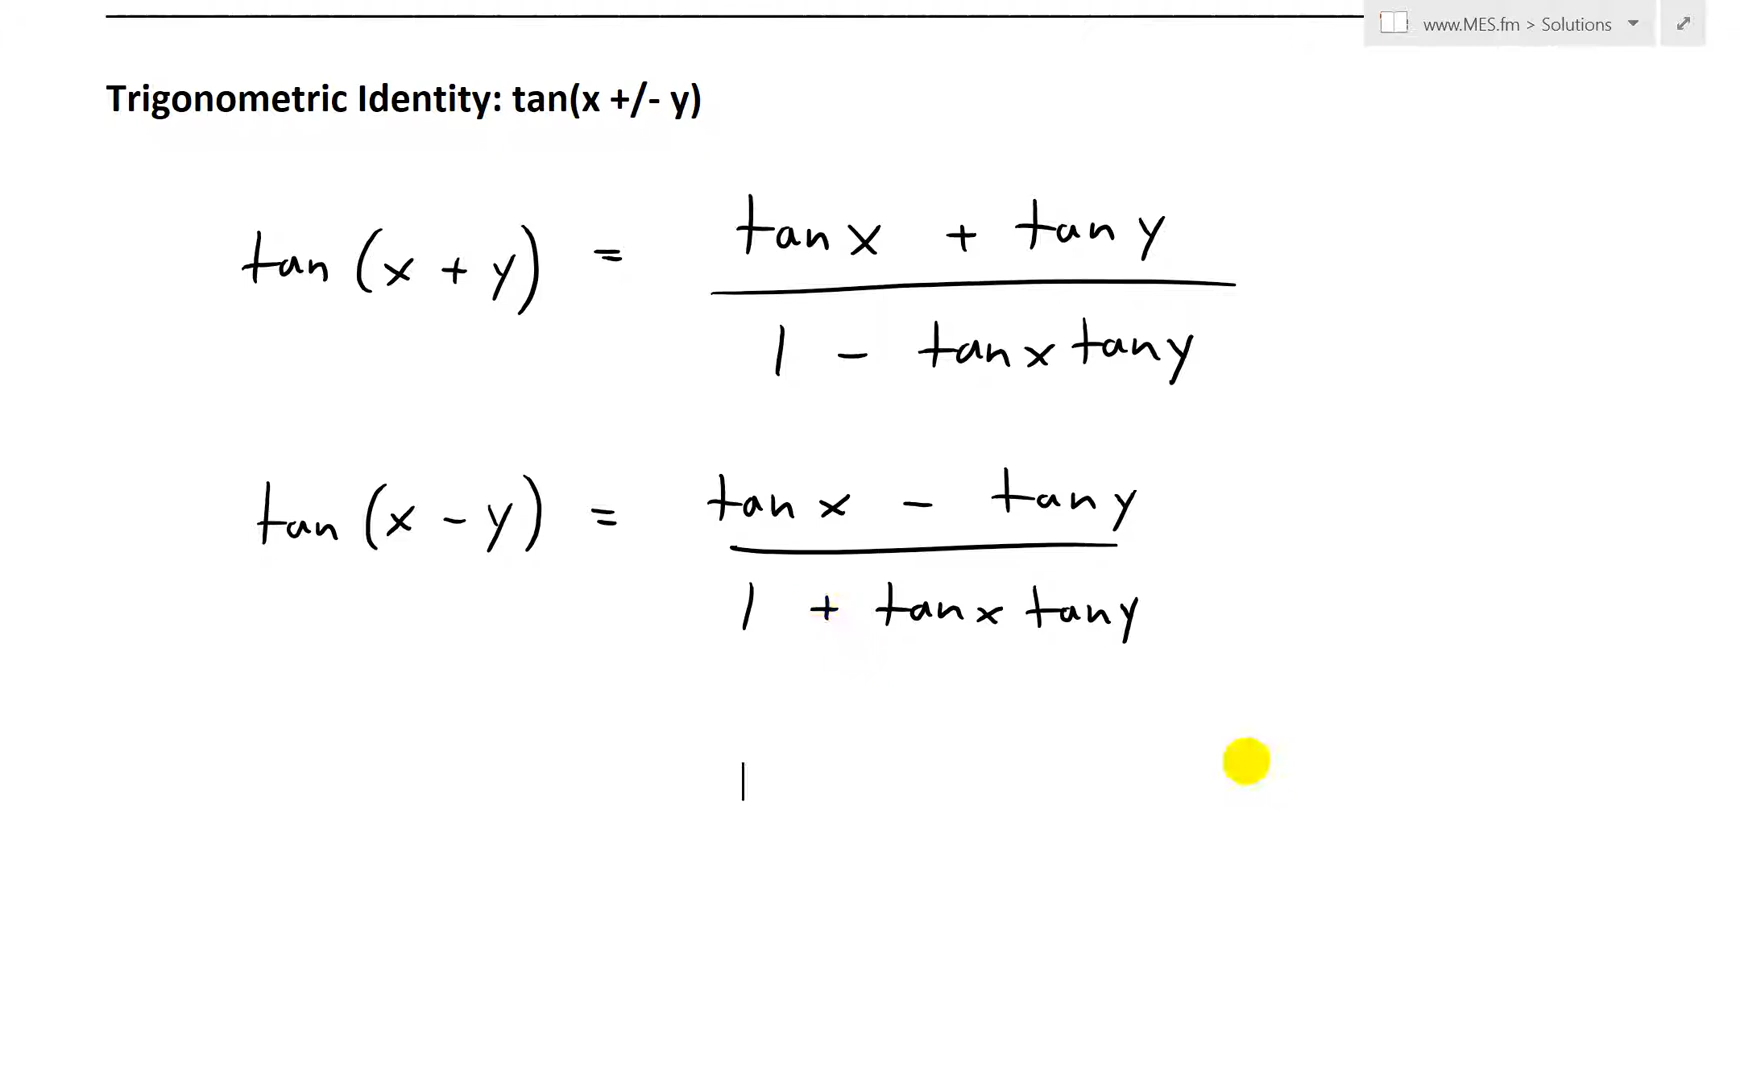 www.MES.fm > Solutions
Trigonometric Identity: tan(x +/- y)
tan (x + y) = tan x + tan y
1 - tan x tan y
tan (x - y) = tan x - tan y
1 + tan x tan y